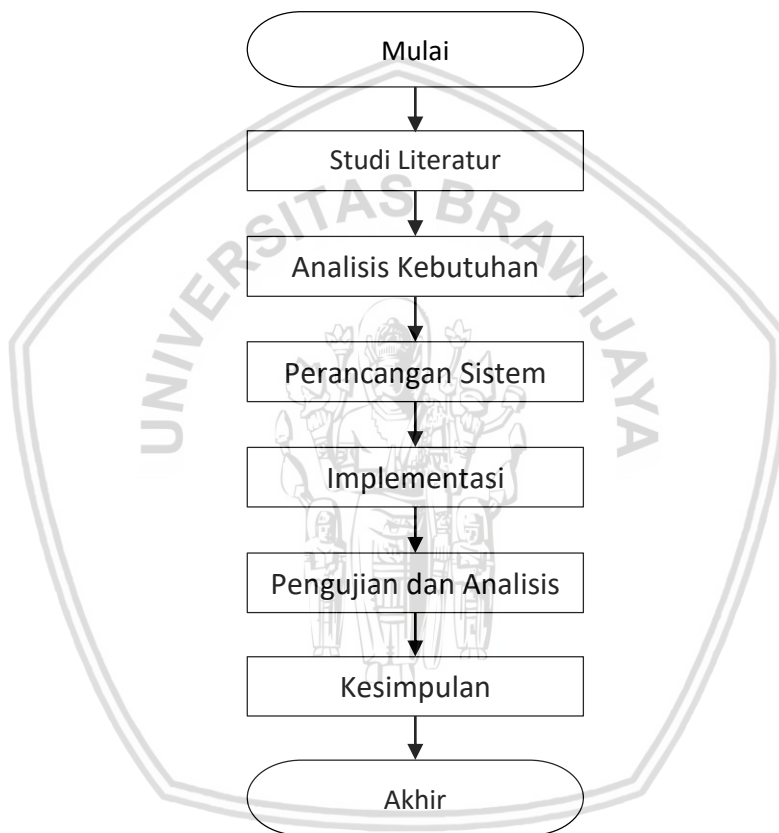 Mulai
Studi Literatur
UNIVERSITAS BRAWIJAYA
Analisis Kebutuhan
Perancangan Sistem
Implementasi
Pengujian dan Analisis
Kesimpulan
Akhir